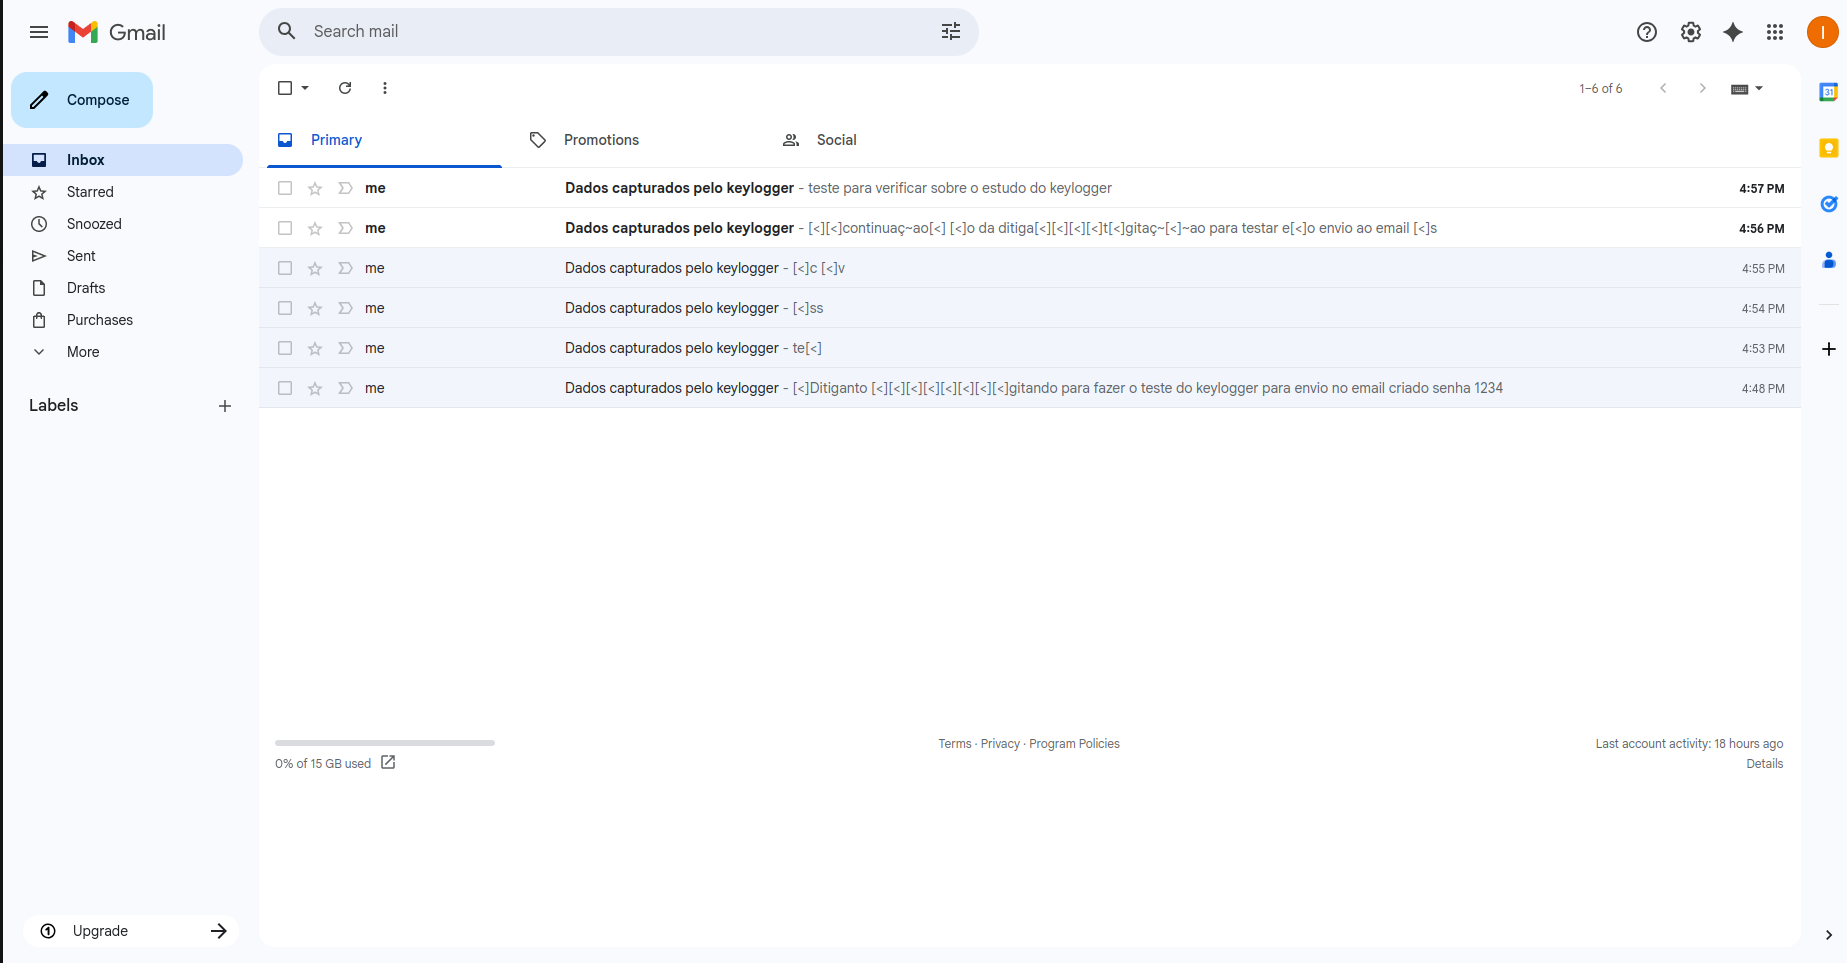 Gmail
Search mail
Compose
1–6 of 6
Primary
Promotions
Social
Inbox
Starred
Snoozed
Sent
Drafts
Purchases
More
Labels
me Dados capturados pelo keylogger - teste para verificar sobre o estudo do keylogger 4:57 PM
me Dados capturados pelo keylogger - [<][<]continuaç~ao[<] [<]o da ditiga[<][<][<][<]t[<]gitaç~[<]~ao para testar e[<]o envio ao email [<]s 4:56 PM
me Dados capturados pelo keylogger - [<]c [<]v 4:55 PM
me Dados capturados pelo keylogger - [<]ss 4:54 PM
me Dados capturados pelo keylogger - te[<] 4:53 PM
me Dados capturados pelo keylogger - [<]Ditiganto [<][<][<][<][<][<][<][<]gitando para fazer o teste do keylogger para envio no email criado senha 1234 4:48 PM
0% of 15 GB used
Terms · Privacy · Program Policies
Last account activity: 18 hours ago
Details
Upgrade
I
31